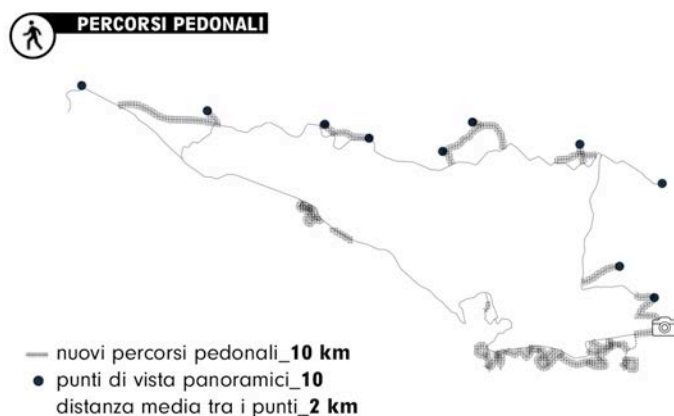 PERCORSI PEDONALI
nuovi percorsi pedonali_10 km
punti di vista panoramici_10
distanza media tra i punti_2 km